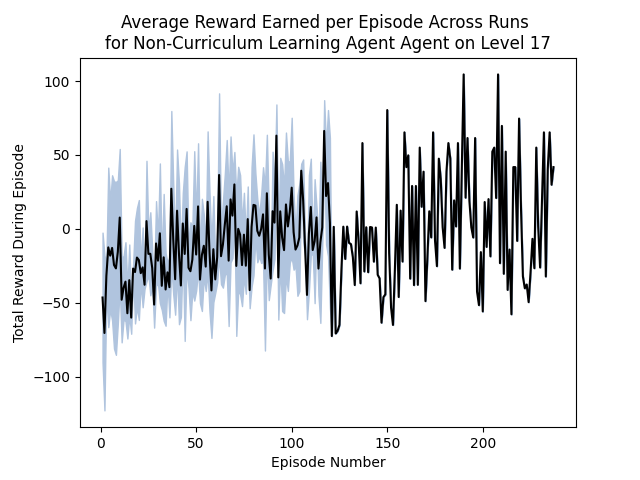 Average Reward Earned per Episode Across Runs
for Non-Curriculum Learning Agent Agent on Level 17
Total Reward During Episode
100
50
0
−50
−100
0 50 100 150 200
Episode Number